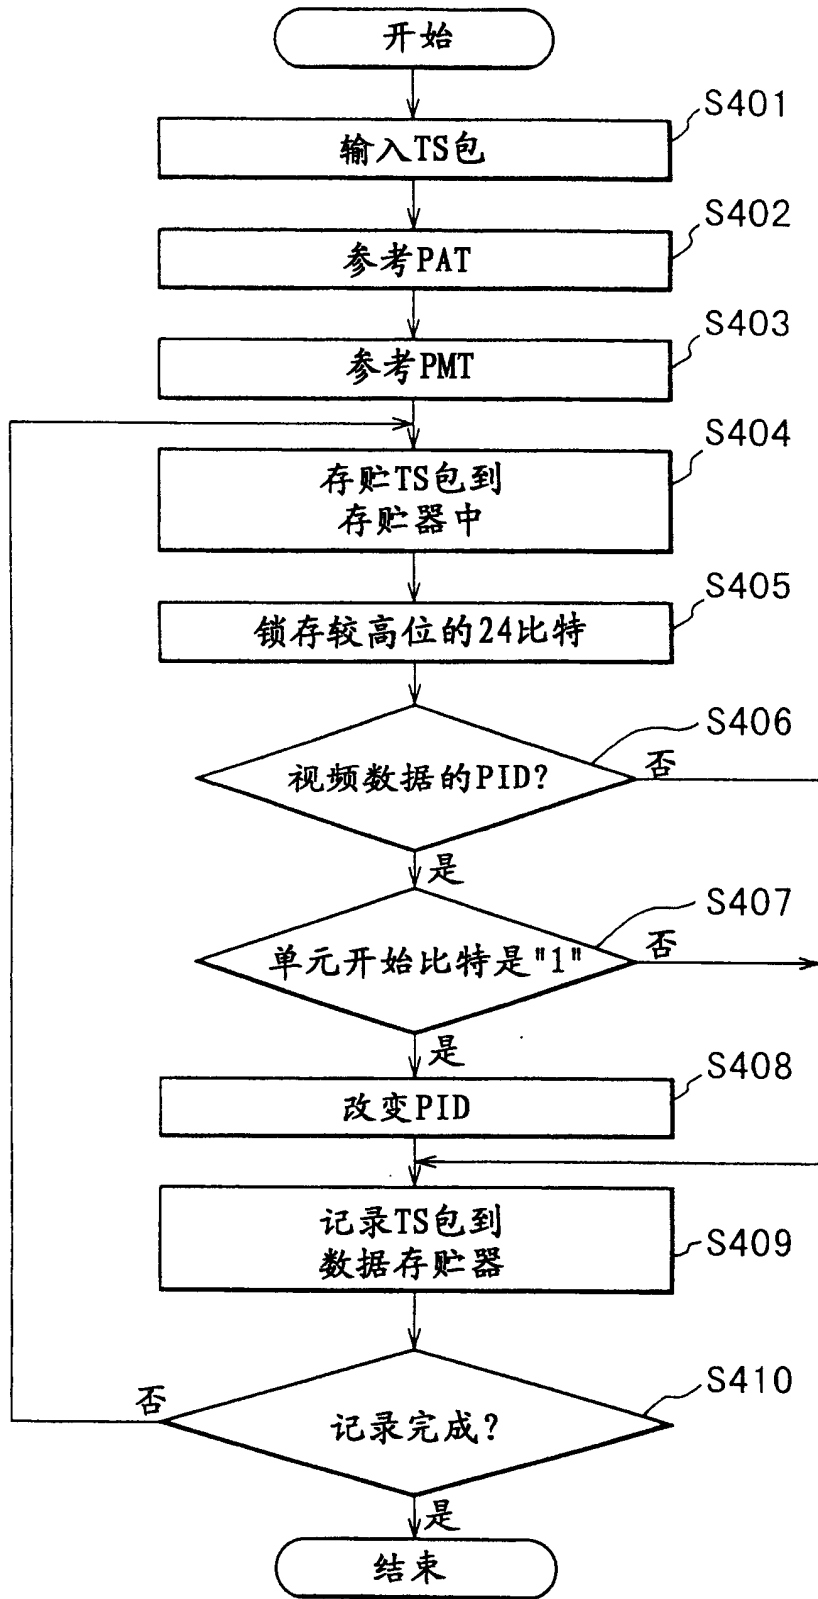 开始
S401
输入TS包
S402
参考PAT
S403
参考PMT
S404
存贮TS包到
存贮器中
S405
锁存较高位的24比特
S406
视频数据的PID?
否
是
S407
单元开始比特是"1"
否
是
S408
改变PID
记录TS包到
数据存贮器
S409
S410
否
记录完成?
是
结束